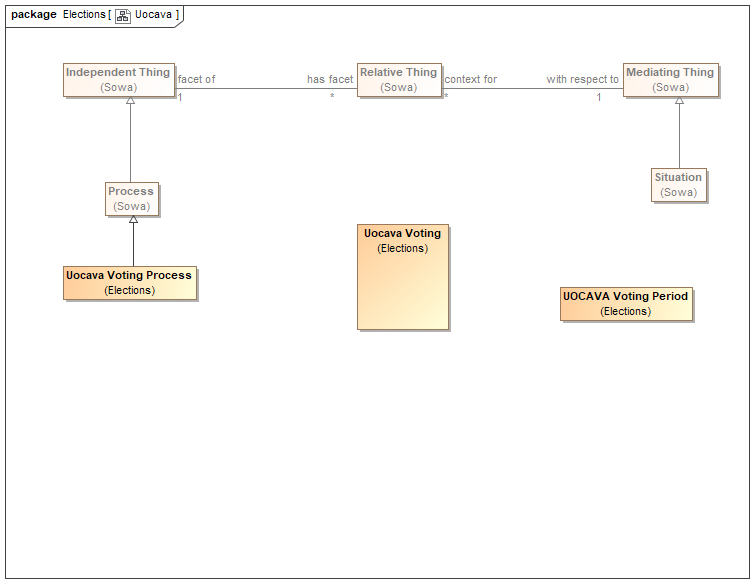 package Elections [ Uocava ]
Independent Thing
(Sowa)
facet of
1
has facet
*
Relative Thing
(Sowa)
context for
*
with respect to
1
Mediating Thing
(Sowa)
Process
(Sowa)
Situation
(Sowa)
Uocava Voting
(Elections)
Uocava Voting Process
(Elections)
UOCAVA Voting Period
(Elections)